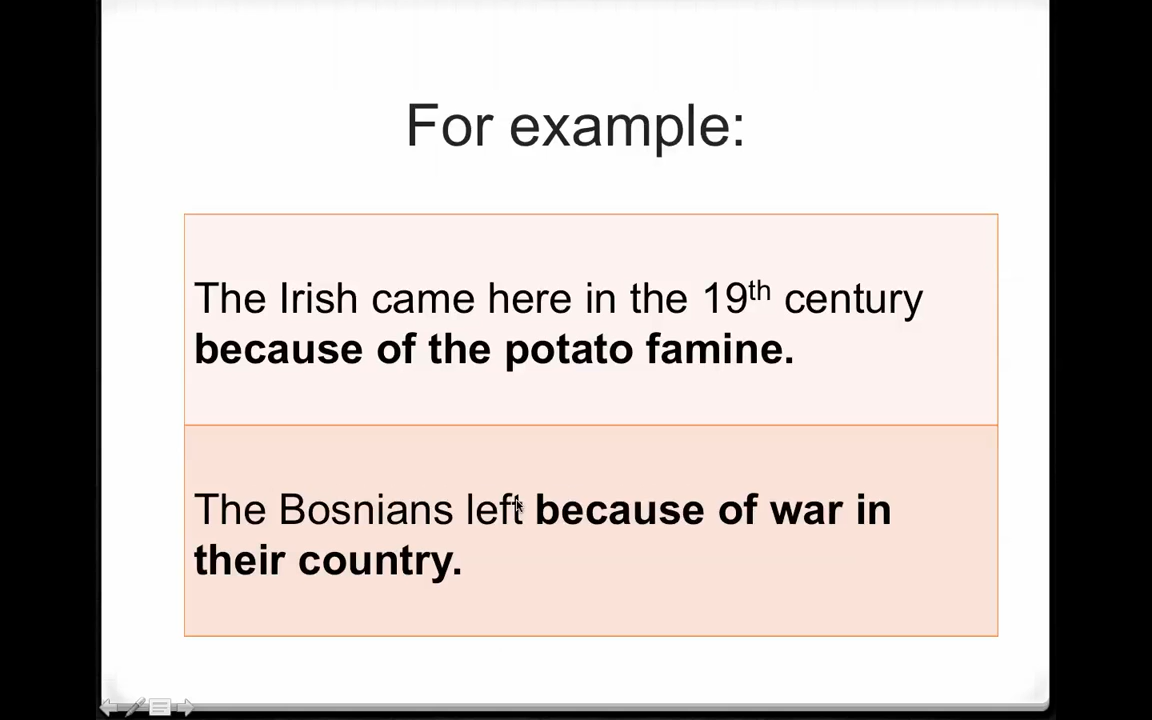 For example:
The Irish came here in the 19th century
because of the potato famine.
The Bosnians left because of war in
their country.